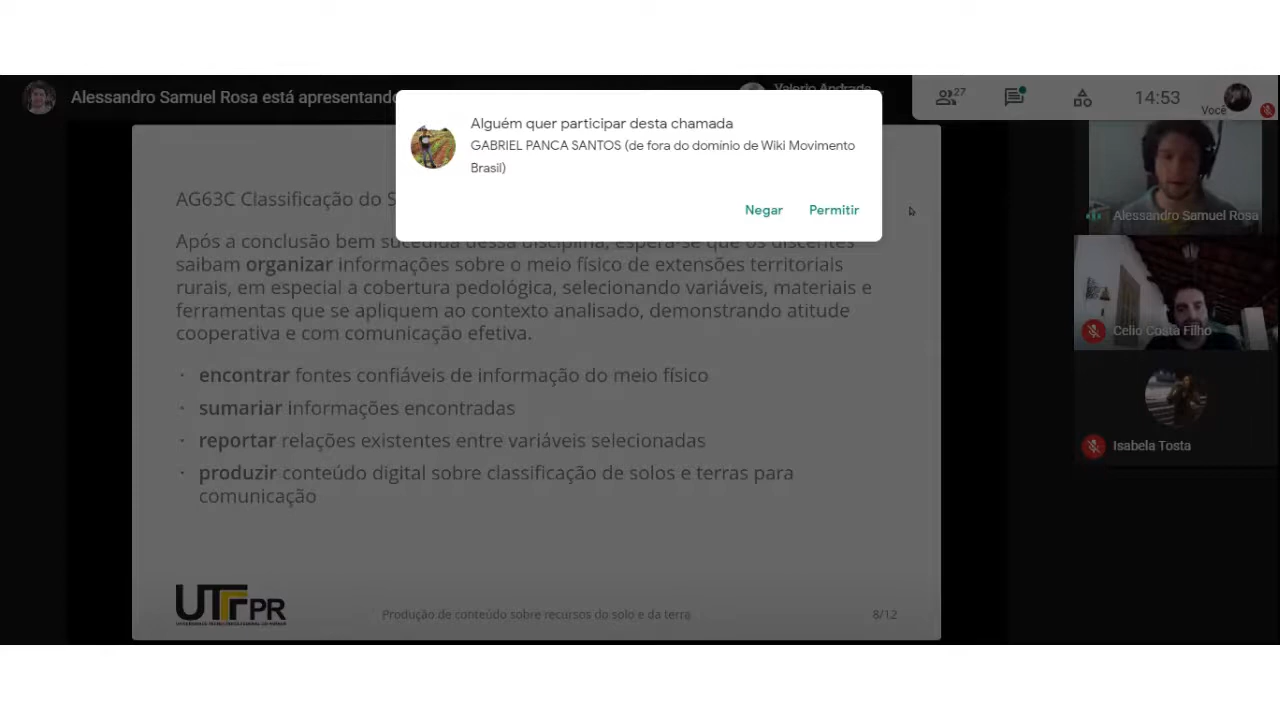 Alessandro Samuel Rosa está apresentando
Valerio Andrade
27
14:53
Você
Alguém quer participar desta chamada
GABRIEL PANCA SANTOS (de fora do domínio de Wiki Movimento
Brasil)
Negar Permitir
AG63C Classificação do S
Após a conclusão bem sucedida dessa disciplina, espera-se que os discentes
saibam organizar informações sobre o meio físico de extensões territoriais
rurais, em especial a cobertura pedológica, selecionando variáveis, materiais e
ferramentas que se apliquem ao contexto analisado, demonstrando atitude
cooperativa e com comunicação efetiva.
· encontrar fontes confiáveis de informação do meio físico
· sumariar informações encontradas
· reportar relações existentes entre variáveis selecionadas
· produzir conteúdo digital sobre classificação de solos e terras para
comunicação
UTFPR
Produção de conteúdo sobre recursos do solo e da terra
8/12
Alessandro Samuel Rosa
Celio Costa Filho
Isabela Tosta